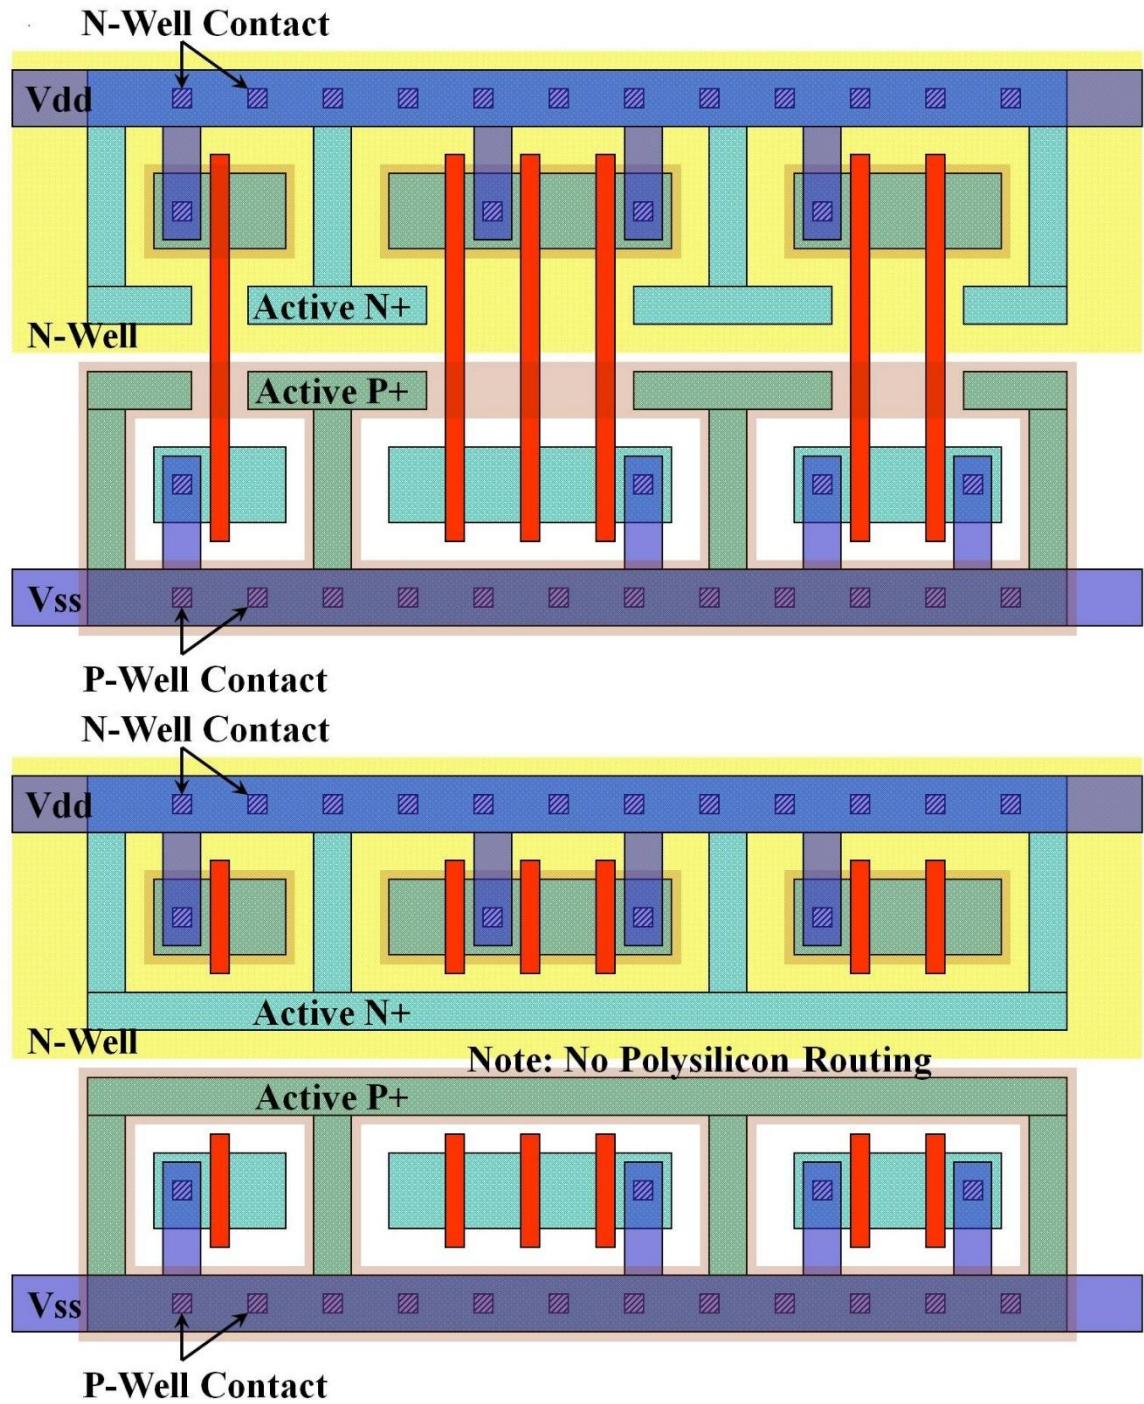 N-Well Contact
Vdd
Active N+
N-Well
Active P+
Vss
P-Well Contact
N-Well Contact
Vdd
Active N+
N-Well
Note: No Polysilicon Routing
Active P+
Vss
P-Well Contact